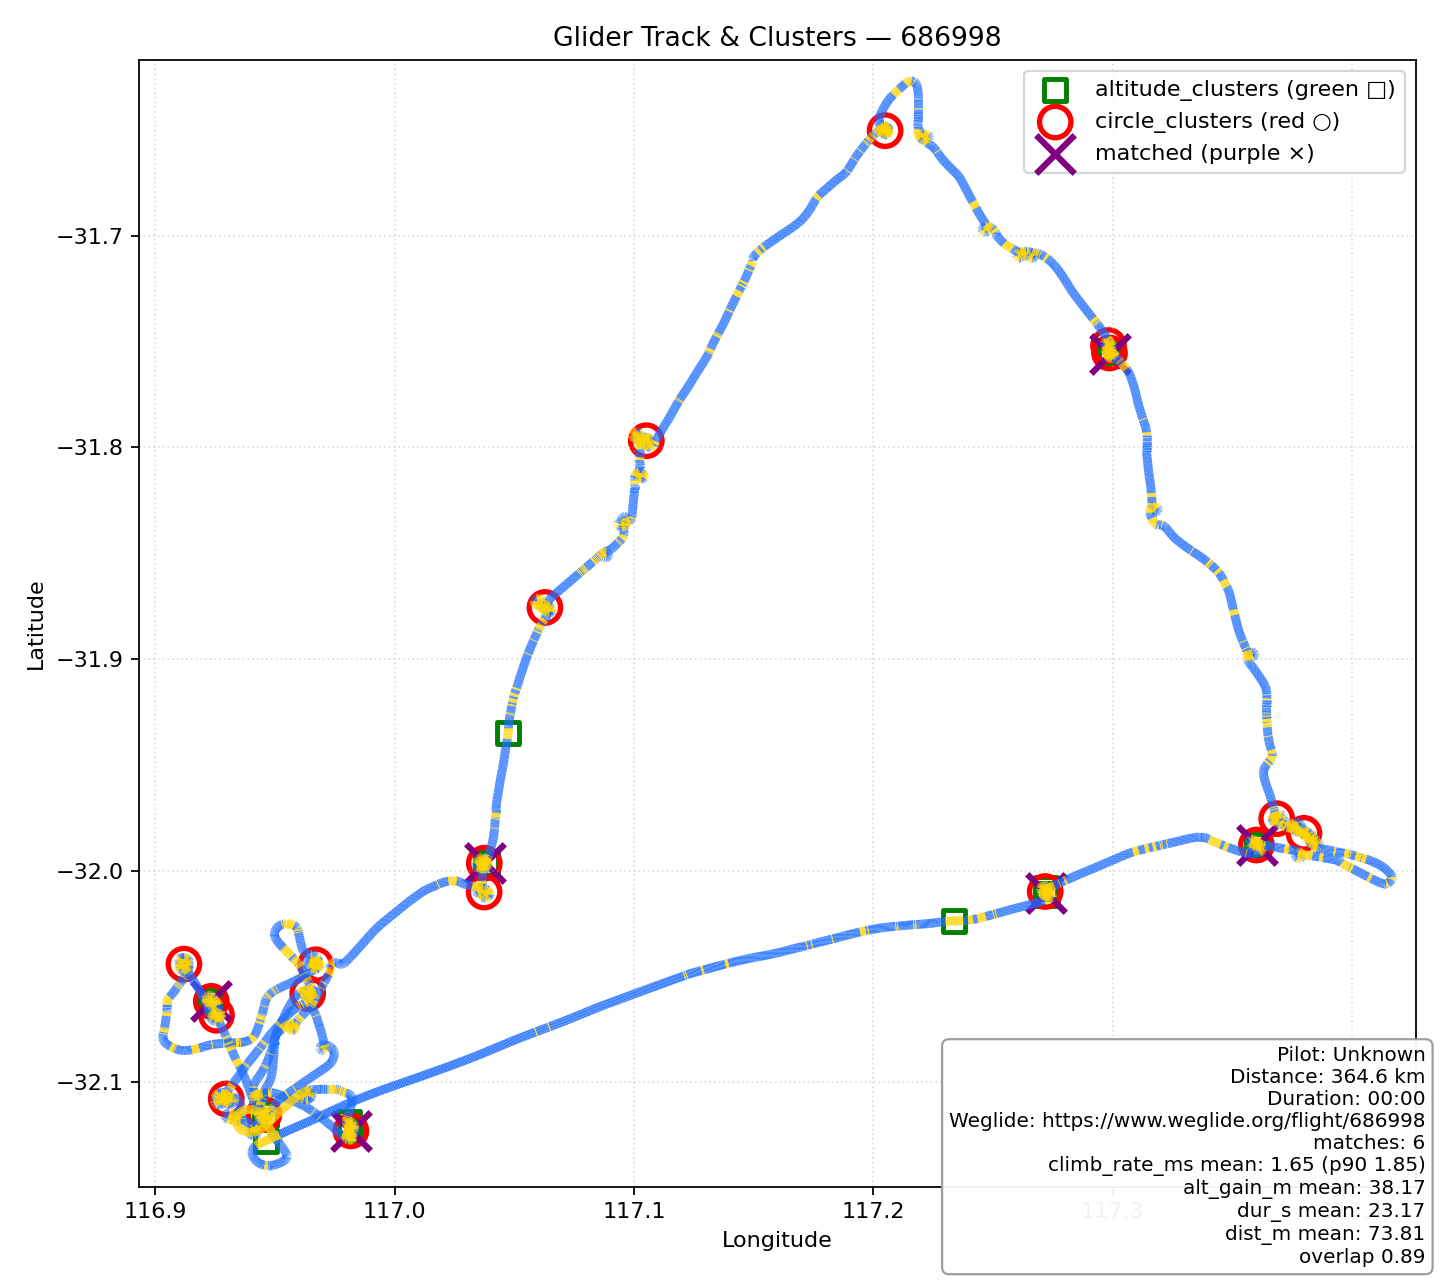 Glider Track & Clusters — 686998
altitude_clusters (green □)
circle_clusters (red ○)
matched (purple ×)
Latitude
−31.7
−31.8
−31.9
−32.0
−32.1
116.9
117.0
117.1
117.2
117.3
Longitude
Pilot: Unknown
Distance: 364.6 km
Duration: 00:00
Weglide: https://www.weglide.org/flight/686998
matches: 6
climb_rate_ms mean: 1.65 (p90 1.85)
alt_gain_m mean: 38.17
dur_s mean: 23.17
dist_m mean: 73.81
overlap 0.89